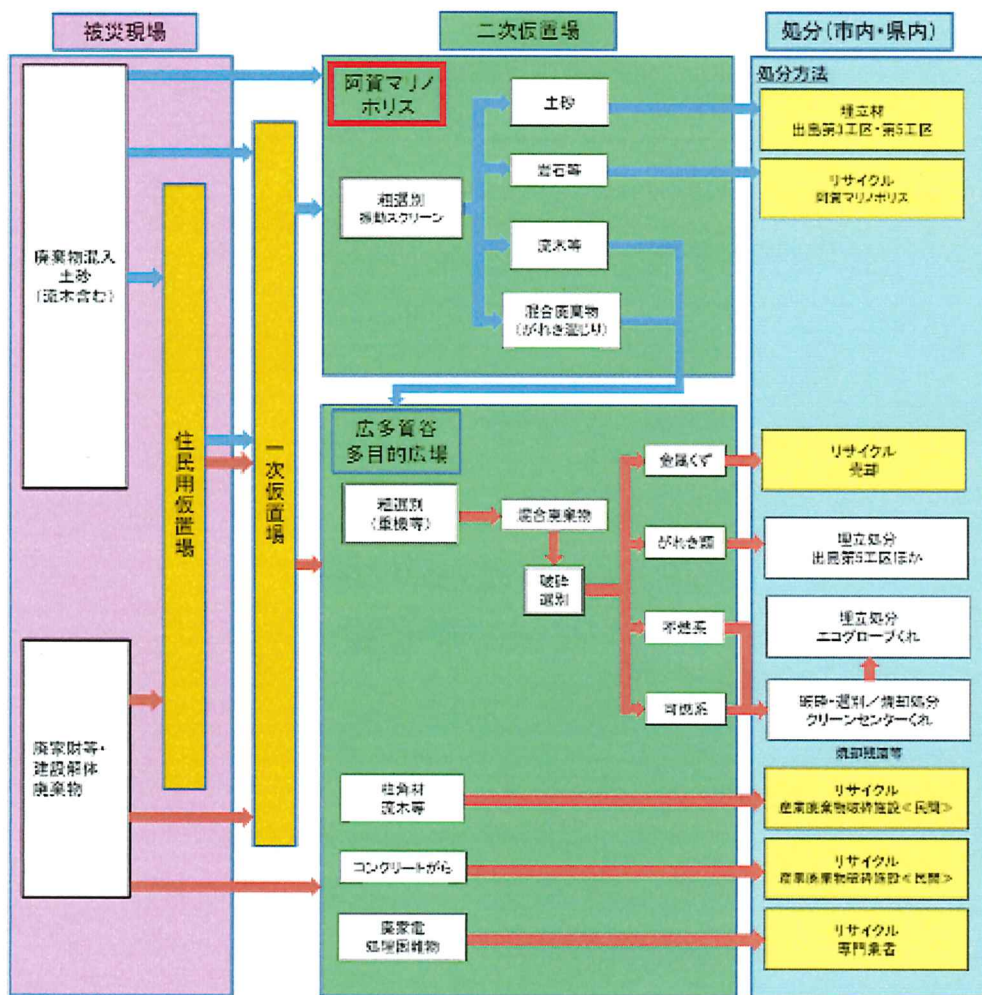 被災現場
二次仮置場
処分(市内・県内)
廃棄物混入
土砂
(流木含む)
廃家財等・
建設解体
廃棄物
住民用仮置場
一次仮置場
阿賀マリノ
ポリス
粗選別
振動スクリーン
土砂
岩石等
流木等
混合廃棄物
(がれき混じり)
広多賀谷
多目的広場
粗選別
(重機等)
混合廃棄物
破砕
選別
金属くず
がれき類
不燃系
可燃系
柱角材
流木等
コンクリートがら
廃家電
処理困難物
処分方法
埋立材
出島第3工区・第5工区
リサイクル
阿賀マリノポリス
リサイクル
売却
埋立処分
出島第5工区ほか
埋立処分
エコグローブくれ
破砕・選別/焼却処分
クリーンセンターくれ
焼却残渣等
リサイクル
産業廃棄物破砕施設≪民間≫
リサイクル
産業廃棄物破砕施設≪民間≫
リサイクル
専門業者